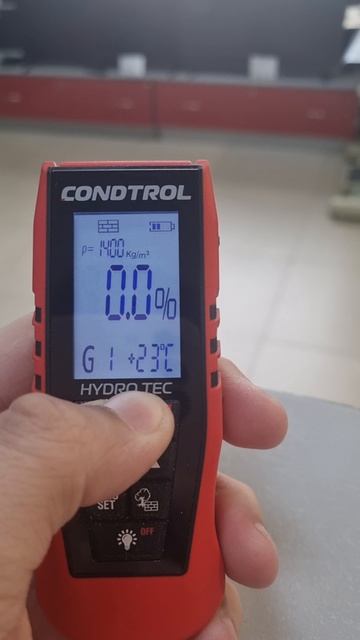 CONDTROL
ρ=1400 Kg/m³
0.0%
G 1 +23°C
HYDRO TEC
SET
OFF